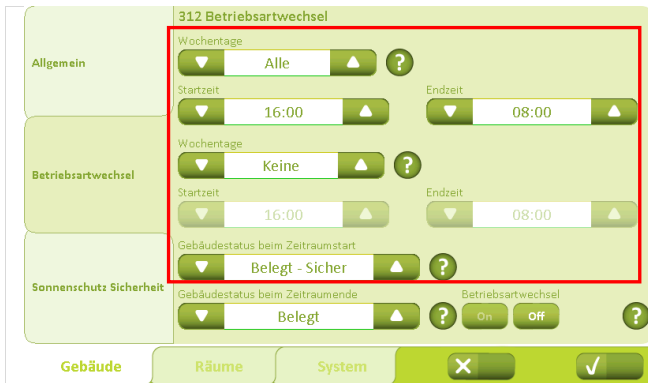 312 Betriebsartwechsel
Allgemein
Wochentage
Alle
?
Startzeit
Endzeit
16:00
08:00
Betriebsartwechsel
Wochentage
Keine
?
Startzeit
Endzeit
16:00
08:00
Sonnenschutz Sicherheit
Gebäudestatus beim Zeitraumstart
Belegt - Sicher
?
Gebäudestatus beim Zeitraumende
Betriebsartwechsel
Belegt
?
On
Off
?
Gebäude
Räume
System